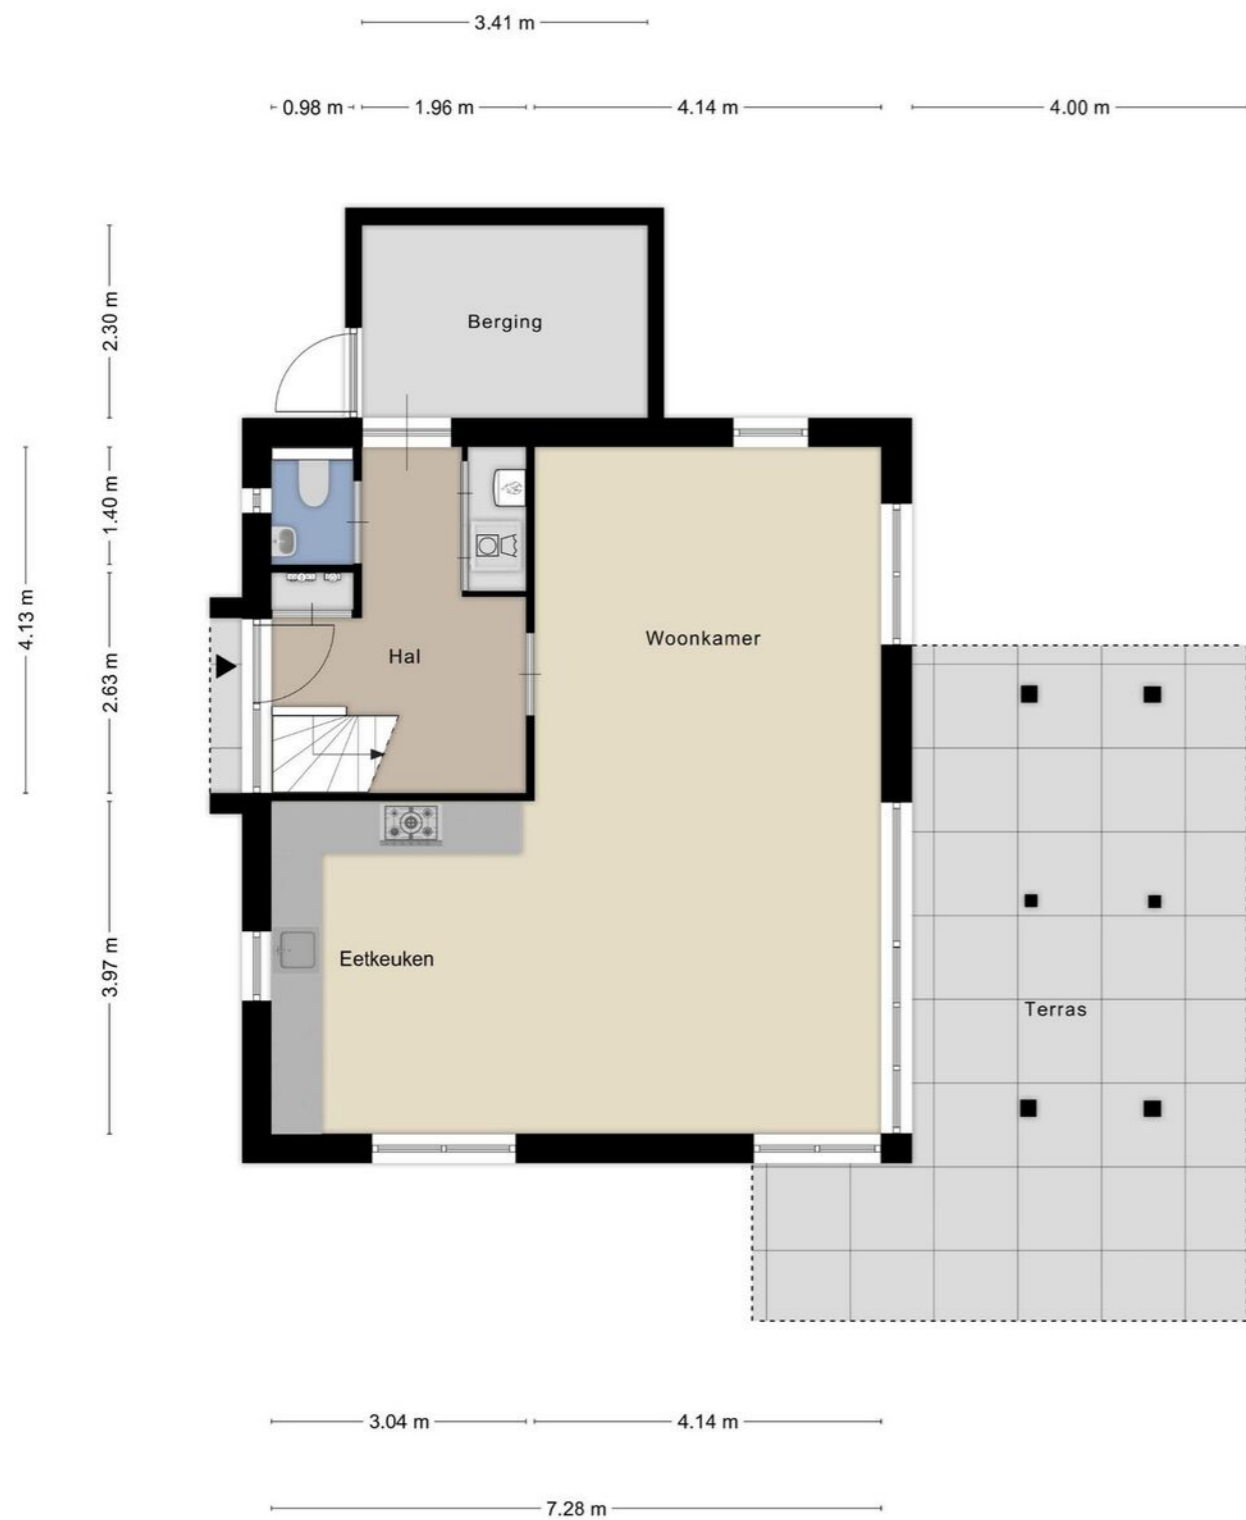 3.41 m
0.98 m
1.96 m
4.14 m
4.00 m
2.30 m
Berging
4.13 m
1.40 m
2.63 m
Hal
Woonkamer
3.97 m
Eetkeuken
Terras
3.04 m
4.14 m
7.28 m